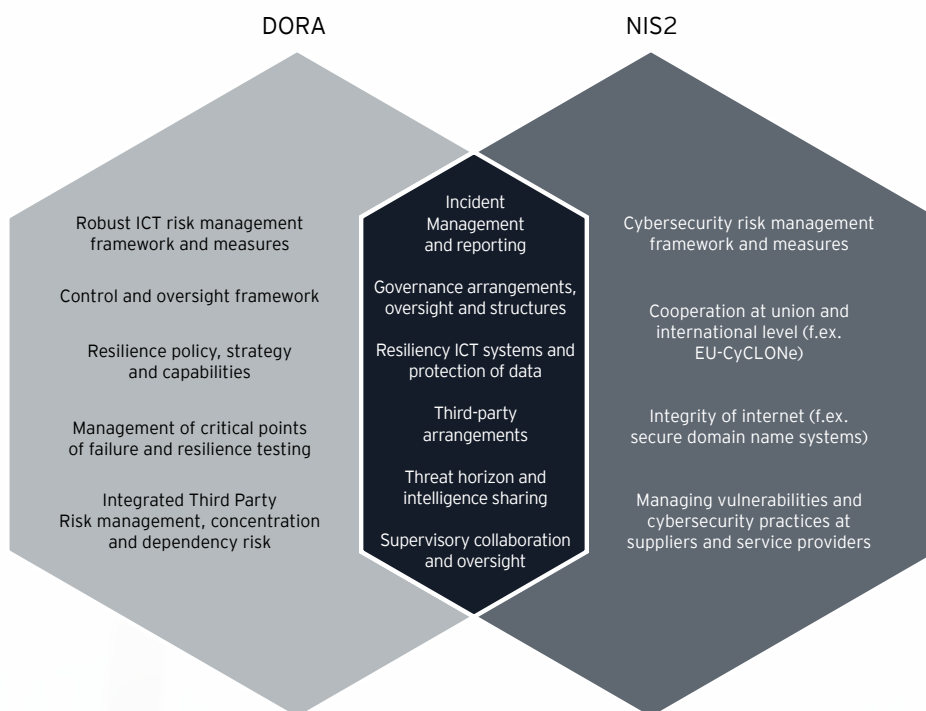 DORA
NIS2
Robust ICT risk management
framework and measures
Control and oversight framework
Resilience policy, strategy
and capabilities
Management of critical points
of failure and resilience testing
Integrated Third Party
Risk management, concentration
and dependency risk
Incident
Management
and reporting
Governance arrangements,
oversight and structures
Resiliency ICT systems and
protection of data
Third-party
arrangements
Threat horizon and
intelligence sharing
Supervisory collaboration
and oversight
Cybersecurity risk management
framework and measures
Cooperation at union and
international level (f.ex.
EU-CyCLONe)
Integrity of internet (f.ex.
secure domain name systems)
Managing vulnerabilities and
cybersecurity practices at
suppliers and service providers